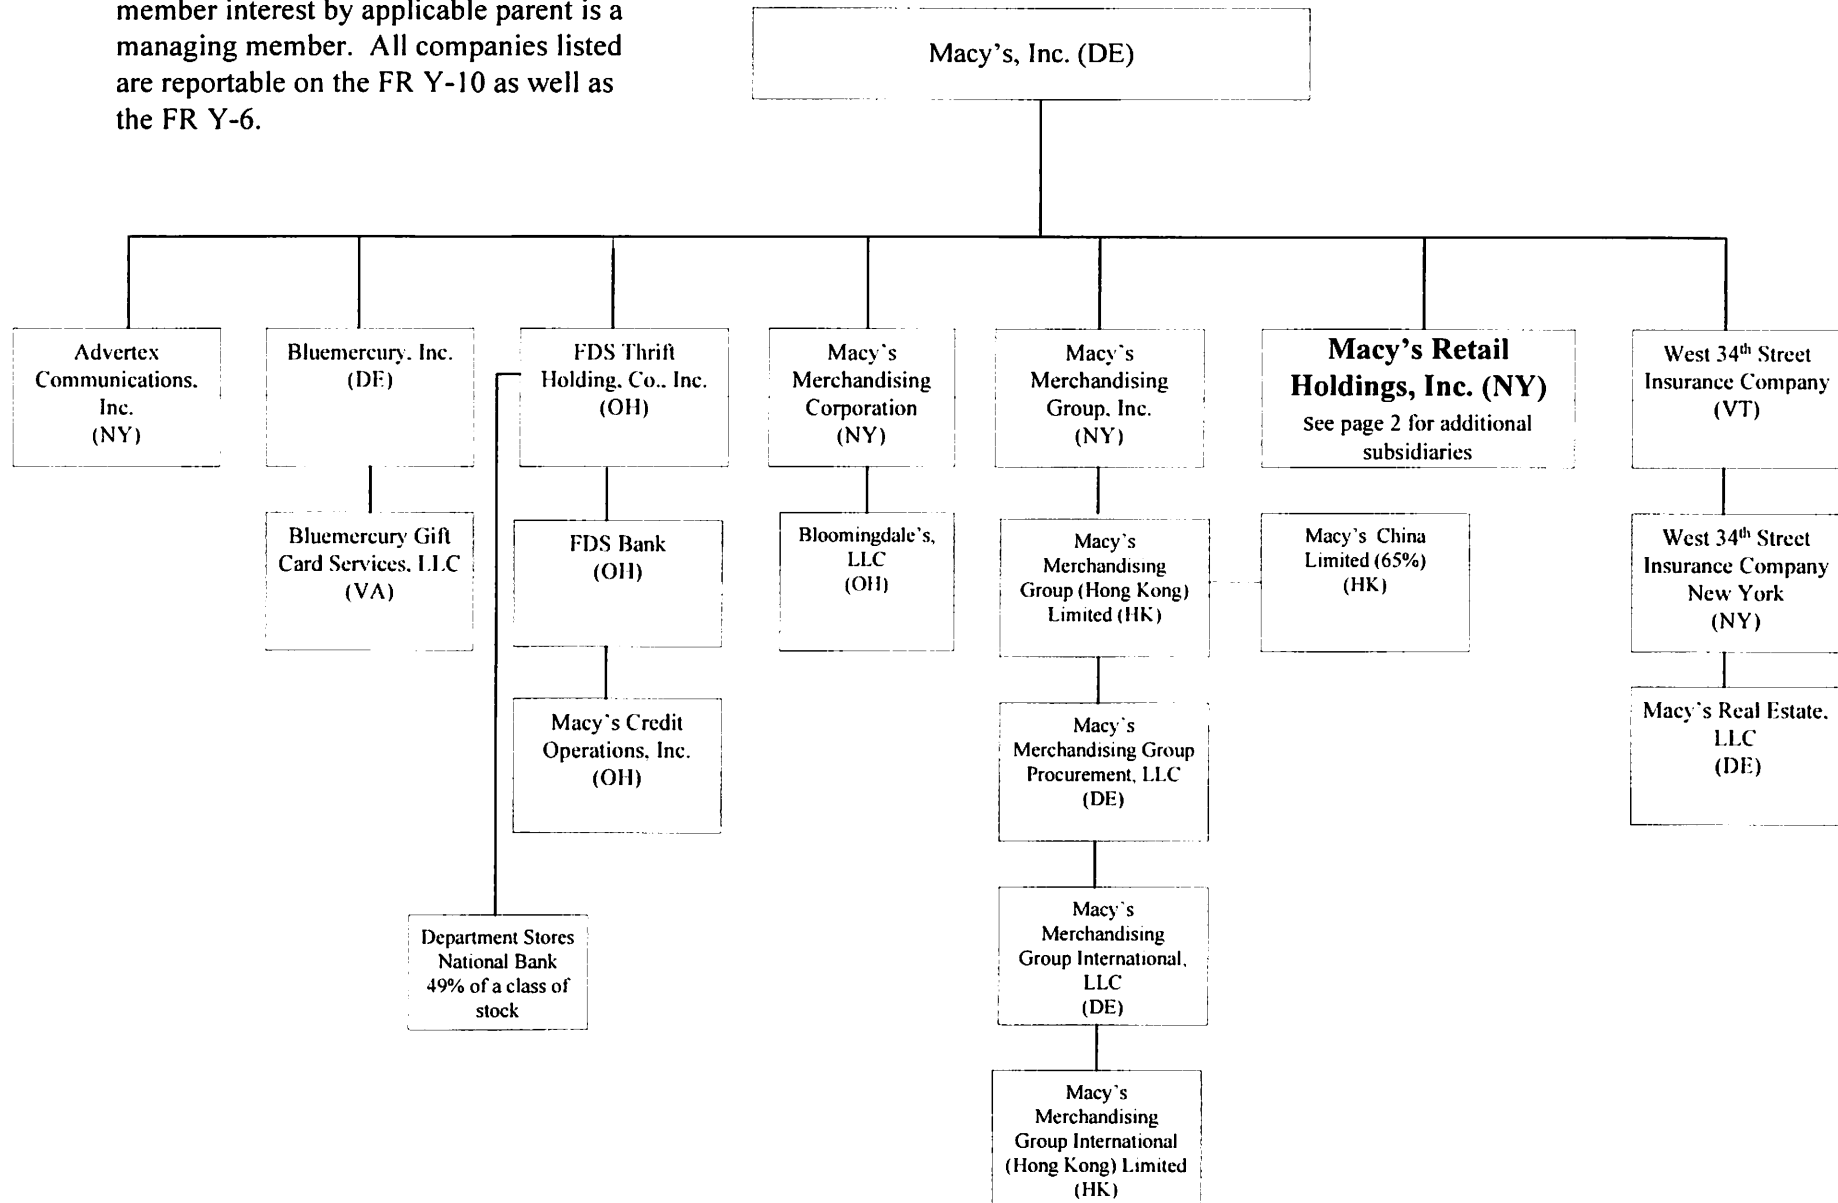 member interest by applicable parent is a
managing member. All companies listed
are reportable on the FR Y-10 as well as
the FR Y-6.
Macy's, Inc. (DE)
Advertex
Communications,
Inc.
(NY)
Bluemercury, Inc.
(DE)
FDS Thrift
Holding, Co., Inc.
(OH)
Macy's
Merchandising
Corporation
(NY)
Macy's
Merchandising
Group, Inc.
(NY)
Macy's Retail
Holdings, Inc. (NY)
See page 2 for additional
subsidiaries
West 34th Street
Insurance Company
(VT)
Bluemercury Gift
Card Services, LLC
(VA)
FDS Bank
(OH)
Bloomingdale's,
LLC
(OH)
Macy's
Merchandising
Group (Hong Kong)
Limited (HK)
Macy's China
Limited (65%)
(HK)
West 34th Street
Insurance Company
New York
(NY)
Macy's Credit
Operations, Inc.
(OH)
Macy's
Merchandising Group
Procurement, LLC
(DE)
Macy's Real Estate,
LLC
(DE)
Department Stores
National Bank
49% of a class of
stock
Macy's
Merchandising
Group International,
LLC
(DE)
Macy's
Merchandising
Group International
(Hong Kong) Limited
(HK)